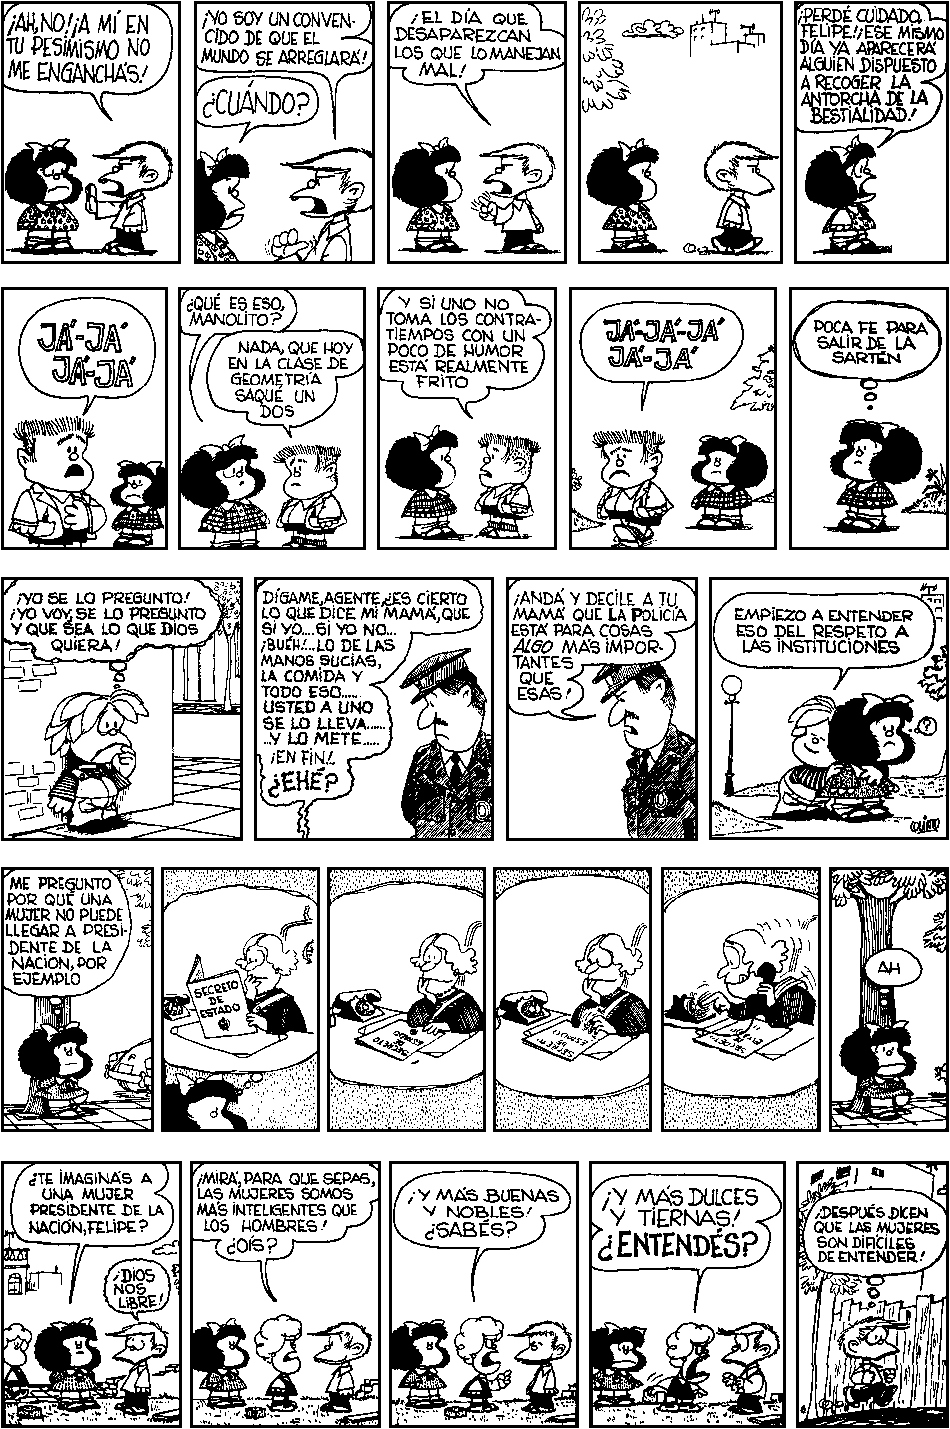 ¡AH, NO! ¡A MÍ EN
TU PESIMISMO NO
ME ENGANCHÁS!
¡YO SOY UN CONVEN-
CIDO DE QUE EL
MUNDO SE ARREGLARÁ!
¿CUÁNDO?
¡EL DÍA QUE
DESAPAREZCAN
LOS QUE LO MANEJAN
MAL!
¡PERDÉ CUIDADO,
FELIPE! ¡ESE MISMO
DÍA YA APARECERÁ
ALGUIEN DISPUESTO
A RECOGER LA
ANTORCHA DE LA
BESTIALIDAD!
JÁ-JÁ
JÁ-JÁ
¿QUÉ ES ESO,
MANOLITO?
NADA, QUE HOY
EN LA CLASE DE
GEOMETRÍA
SAQUÉ UN
DOS
Y SI UNO NO
TOMA LOS CONTRA-
TIEMPOS CON UN
POCO DE HUMOR
ESTÁ REALMENTE
FRITO
JÁ-JÁ-JÁ
JÁ-JÁ
POCA FE PARA
SALIR DE LA
SARTÉN
¡YO SE LO PREGUNTO!
¡YO VOY, SE LO PREGUNTO
Y QUE SEA LO QUE DIOS
QUIERA!
DÍGAME, AGENTE, ¿ES CIERTO
LO QUE DICE MI MAMÁ, QUE
SI YO... SI YO NO...
¡BUEH!...LO DE LAS
MANOS SUCIAS,
LA COMIDA Y
TODO ESO.....
USTED A UNO
SE LO LLEVA......
..Y LO METE.....
¡EN FIN!.
¿EHÉ?
¡ANDÁ Y DECILE A TU
MAMÁ QUE LA POLICÍA
ESTÁ PARA COSAS
ALGO MÁS IMPOR-
TANTES
QUE
ESAS!
EMPIEZO A ENTENDER
ESO DEL RESPETO A
LAS INSTITUCIONES
?
QUINO
ME PREGUNTO
POR QUÉ UNA
MUJER NO PUEDE
LLEGAR A PRESI-
DENTE DE LA
NACIÓN, POR
EJEMPLO
SECRETO
DE
ESTADO
SECRETO
DE
ESTADO
SECRETO
DE
ESTADO
SECRETO
DE
ESTADO
AH
¿TE IMAGINÁS A
UNA MUJER
PRESIDENTE DE LA
NACIÓN, FELIPE?
¡DIOS
NOS
LIBRE!
¡MIRÁ, PARA QUE SEPAS,
LAS MUJERES SOMOS
MÁS INTELIGENTES QUE
LOS HOMBRES!
¿OÍS?
¡Y MÁS BUENAS
Y NOBLES!
¿SABÉS?
¡Y MÁS DULCES
Y TIERNAS!
¿ENTENDÉS?
¡DESPUÉS DICEN
QUE LAS MUJERES
SON DIFÍCILES
DE ENTENDER!